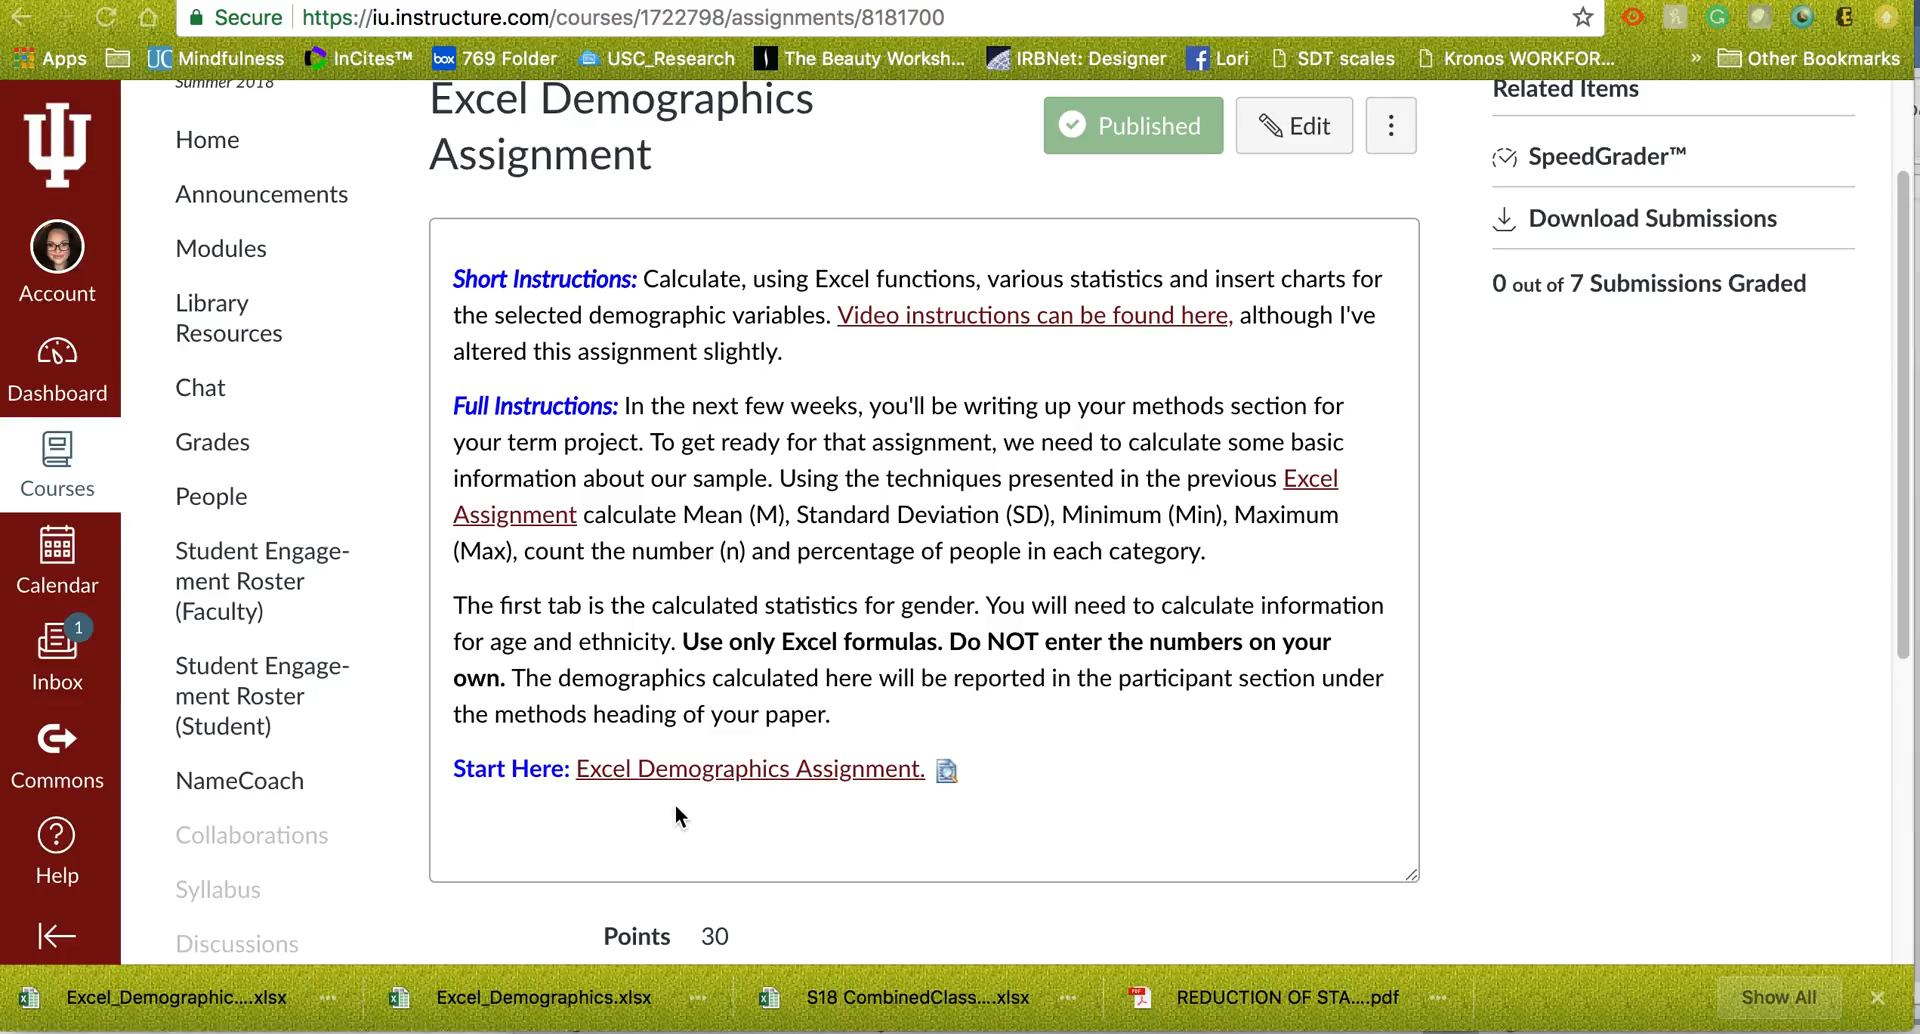 Secure https://iu.instructure.com/courses/1722798/assignments/8181700
Apps UC Mindfulness InCites™ box 769 Folder USC_Research The Beauty Worksh... IRBNet: Designer Lori SDT scales Kronos WORKFOR... » Other Bookmarks
Summer 2018
Home
Announcements
Modules
Library
Resources
Chat
Grades
People
Student Engage-
ment Roster
(Faculty)
Student Engage-
ment Roster
(Student)
NameCoach
Collaborations
Syllabus
Discussions
Account
Dashboard
Courses
Calendar
1
Inbox
Commons
Help
Excel Demographics
Assignment
Published
Edit
Short Instructions: Calculate, using Excel functions, various statistics and insert charts for
the selected demographic variables. Video instructions can be found here, although I've
altered this assignment slightly.
Full Instructions: In the next few weeks, you'll be writing up your methods section for
your term project. To get ready for that assignment, we need to calculate some basic
information about our sample. Using the techniques presented in the previous Excel
Assignment calculate Mean (M), Standard Deviation (SD), Minimum (Min), Maximum
(Max), count the number (n) and percentage of people in each category.
The first tab is the calculated statistics for gender. You will need to calculate information
for age and ethnicity. Use only Excel formulas. Do NOT enter the numbers on your
own. The demographics calculated here will be reported in the participant section under
the methods heading of your paper.
Start Here: Excel Demographics Assignment.
Points 30
Related Items
SpeedGrader™
Download Submissions
0 out of 7 Submissions Graded
Excel_Demographic....xlsx
Excel_Demographics.xlsx
S18 CombinedClass....xlsx
REDUCTION OF STA....pdf
Show All